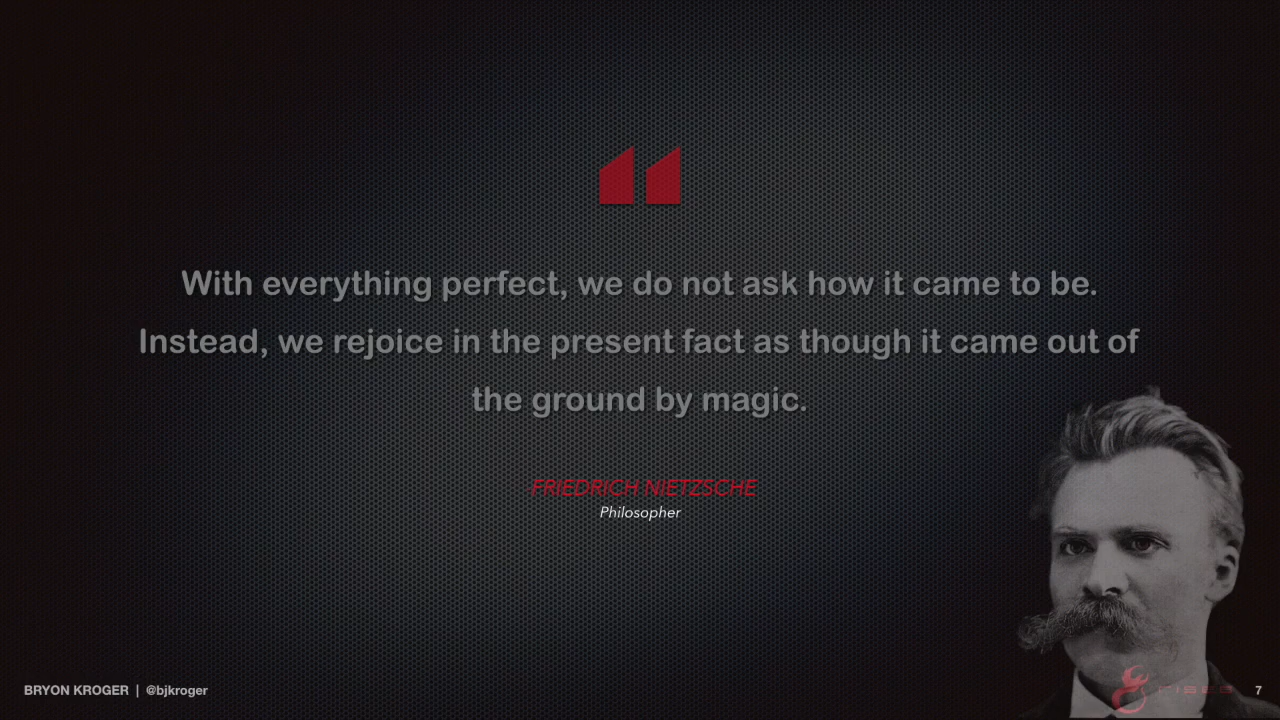 With everything perfect, we do not ask how it came to be.
Instead, we rejoice in the present fact as though it came out of
the ground by magic.
FRIEDRICH NIETZSCHE
Philosopher
BRYON KROGER | @bjkroger
rise8
7